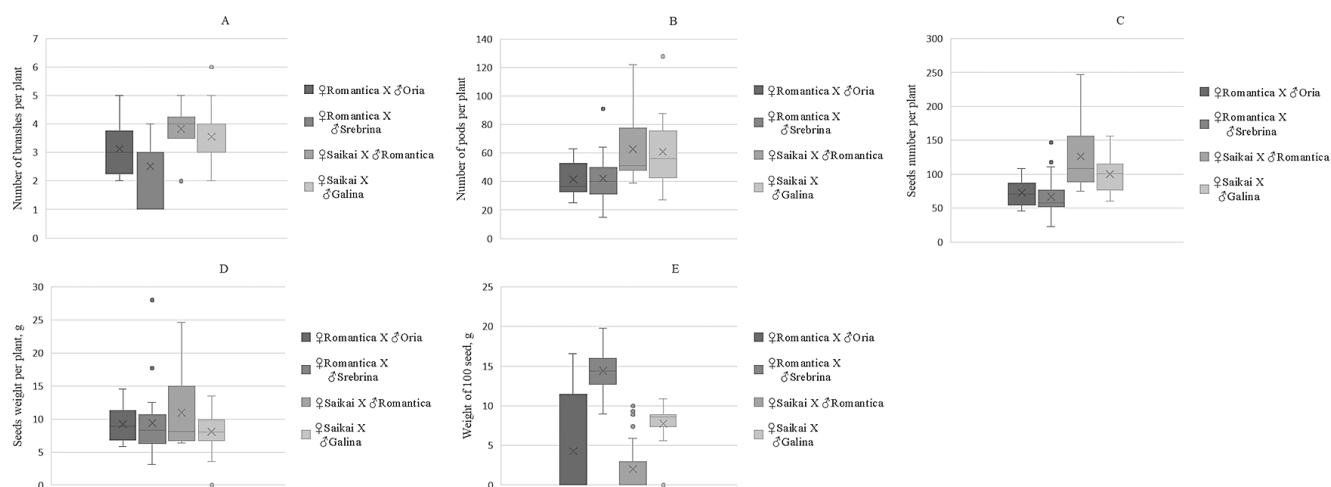 A
Number of branshes per plant
7
6
5
4
3
2
1
0
♀Romantica X ♂Oria
♀Romantica X
♂Srebrina
♀Saikai X ♂Romantica
♀Saikai X
♂Galina
B
Number of pods per plant
140
120
100
80
60
40
20
0
♀Romantica X ♂Oria
♀Romantica X
♂Srebrina
♀Saikai X ♂Romantica
♀Saikai X
♂Galina
C
Seeds number per plant
300
250
200
150
100
50
0
♀Romantica X ♂Oria
♀Romantica X
♂Srebrina
♀Saikai X ♂Romantica
♀Saikai X
♂Galina
D
Seeds weight per plant, g
30
25
20
15
10
5
0
♀Romantica X ♂Oria
♀Romantica X
♂Srebrina
♀Saikai X ♂Romantica
♀Saikai X
♂Galina
E
Weight of 100 seed, g
25
20
15
10
5
0
♀Romantica X ♂Oria
♀Romantica X
♂Srebrina
♀Saikai X ♂Romantica
♀Saikai X
♂Galina